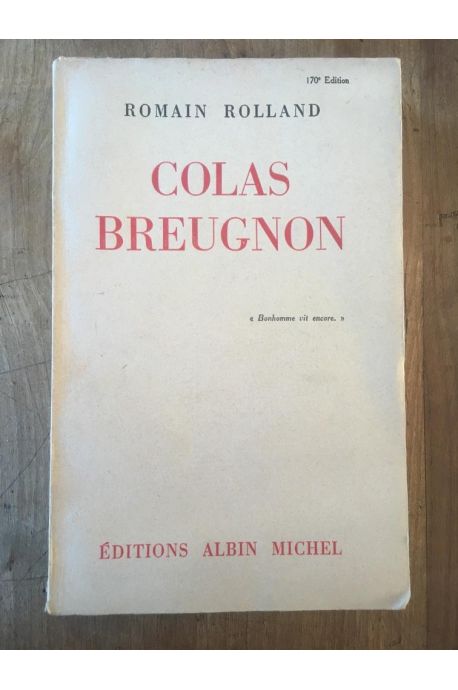 170e Edition
ROMAIN ROLLAND
COLAS
BREUGNON
« Bonhomme vit encore. »
ÉDITIONS ALBIN MICHEL